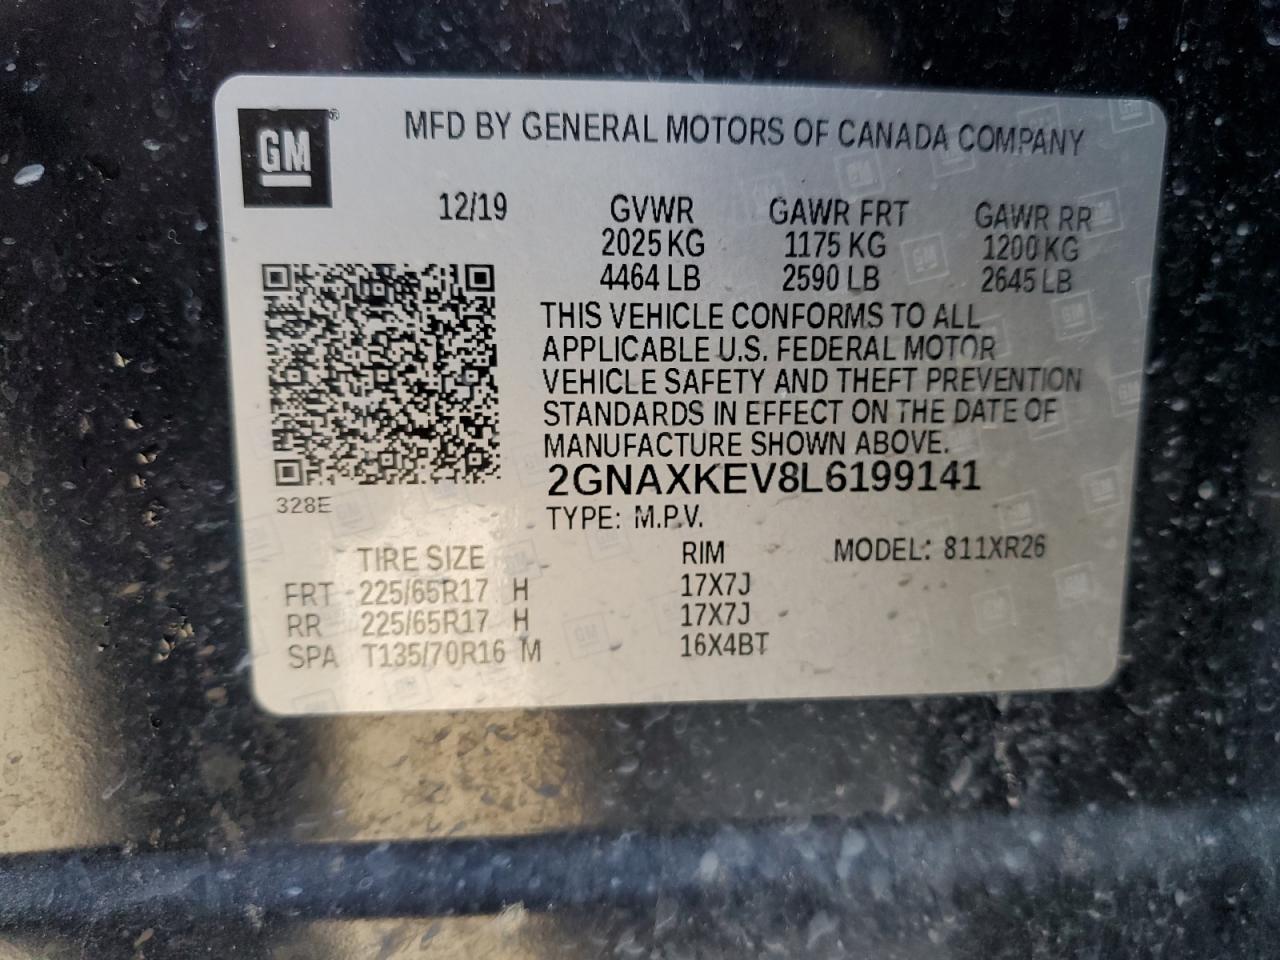 GM
MFD BY GENERAL MOTORS OF CANADA COMPANY
12/19 GVWR GAWR FRT GAWR RR
2025 KG 1175 KG 1200 KG
4464 LB 2590 LB 2645 LB
THIS VEHICLE CONFORMS TO ALL
APPLICABLE U.S. FEDERAL MOTOR
VEHICLE SAFETY AND THEFT PREVENTION
STANDARDS IN EFFECT ON THE DATE OF
MANUFACTURE SHOWN ABOVE.
2GNAXKEV8L6199141
328E
TYPE: M.P.V.
TIRE SIZE RIM MODEL: 811XR26
FRT 225/65R17 H 17X7J
RR 225/65R17 H 17X7J
SPA T135/70R16 M 16X4BT